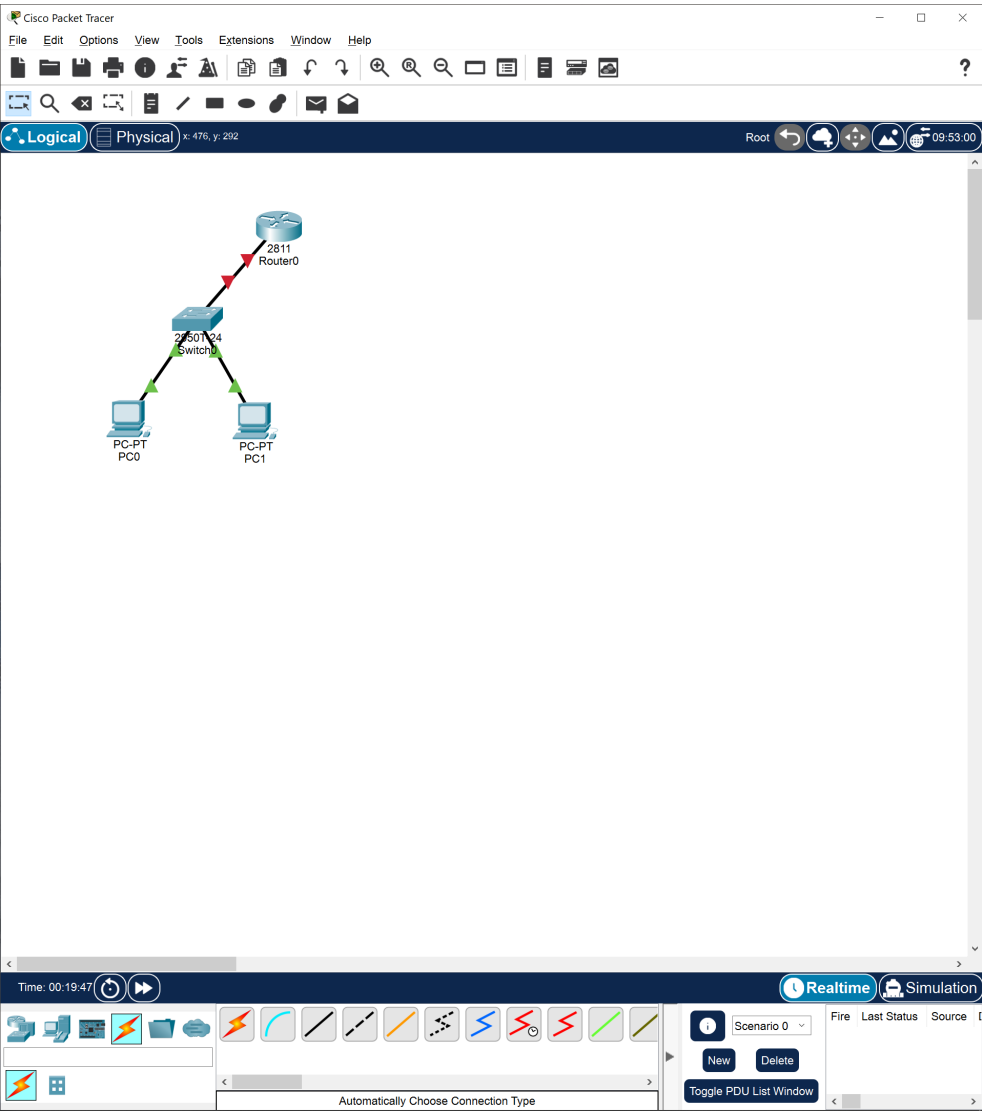 Cisco Packet Tracer
File Edit Options View Tools Extensions Window Help
Logical Physical x: 476, y: 292 Root 09:53:00
2811
Router0
2950T-24
Switch0
PC-PT
PC0
PC-PT
PC1
Time: 00:19:47 Realtime Simulation
Scenario 0
Fire Last Status Source D
New Delete
Toggle PDU List Window
Automatically Choose Connection Type